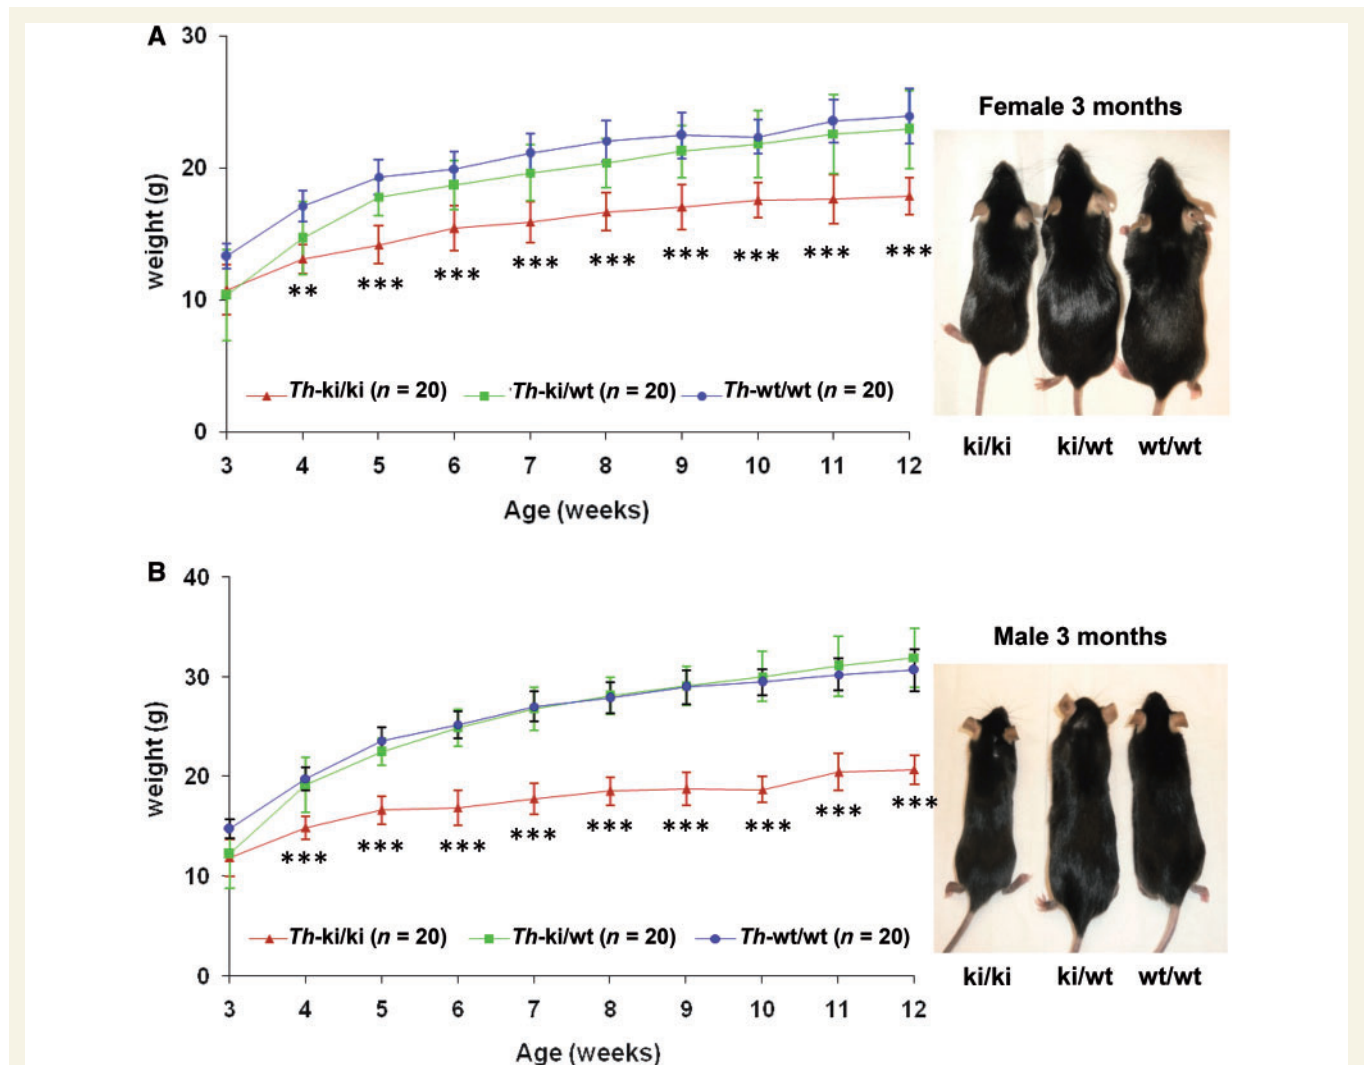 A
30
20
10
0
weight (g)
** *** *** *** *** *** *** *** ***
Th-ki/ki (n = 20) Th-ki/wt (n = 20) Th-wt/wt (n = 20)
3 4 5 6 7 8 9 10 11 12
Age (weeks)
Female 3 months
ki/ki ki/wt wt/wt
B
40
30
20
10
0
weight (g)
*** *** *** *** *** *** *** *** ***
Th-ki/ki (n = 20) Th-ki/wt (n = 20) Th-wt/wt (n = 20)
3 4 5 6 7 8 9 10 11 12
Age (weeks)
Male 3 months
ki/ki ki/wt wt/wt